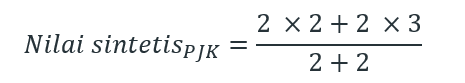 Nilai sintetis_PJK = (2 × 2 + 2 × 3) / (2 + 2)